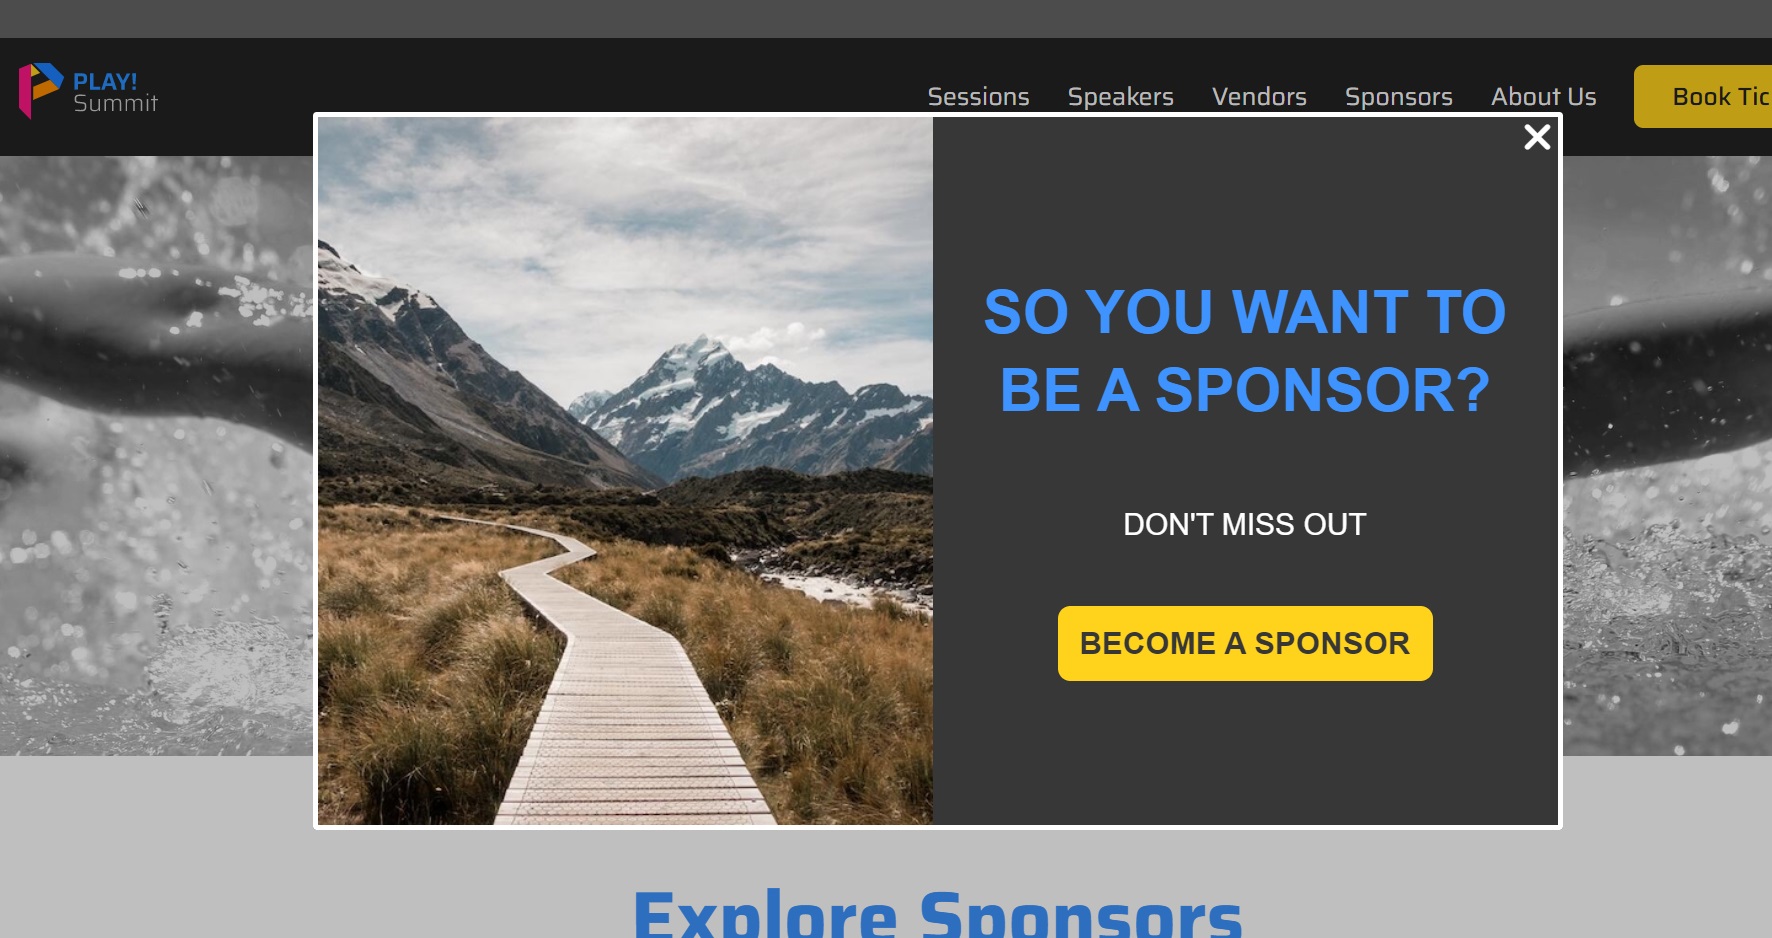 PLAY!
Summit
Sessions Speakers Vendors Sponsors About Us Book Tic
SO YOU WANT TO
BE A SPONSOR?
DON'T MISS OUT
BECOME A SPONSOR
Explore Sponsors